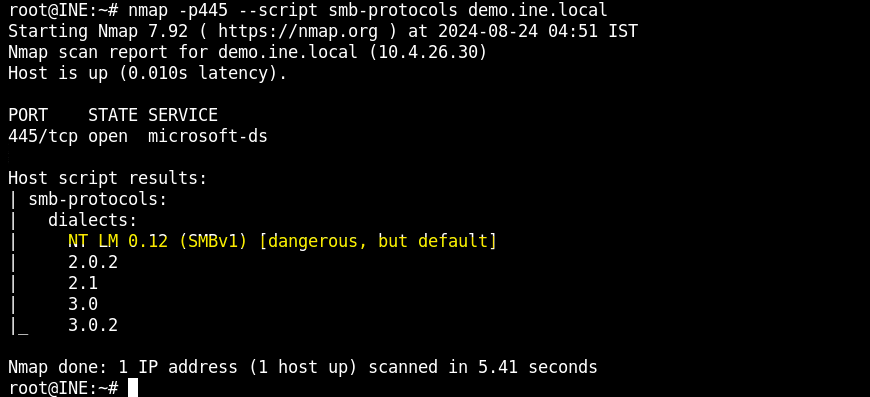 root@INE:~# nmap -p445 --script smb-protocols demo.ine.local
Starting Nmap 7.92 ( https://nmap.org ) at 2024-08-24 04:51 IST
Nmap scan report for demo.ine.local (10.4.26.30)
Host is up (0.010s latency).

PORT    STATE SERVICE
445/tcp open  microsoft-ds

Host script results:
| smb-protocols:
|   dialects:
|     NT LM 0.12 (SMBv1) [dangerous, but default]
|     2.0.2
|     2.1
|     3.0
|_    3.0.2

Nmap done: 1 IP address (1 host up) scanned in 5.41 seconds
root@INE:~#